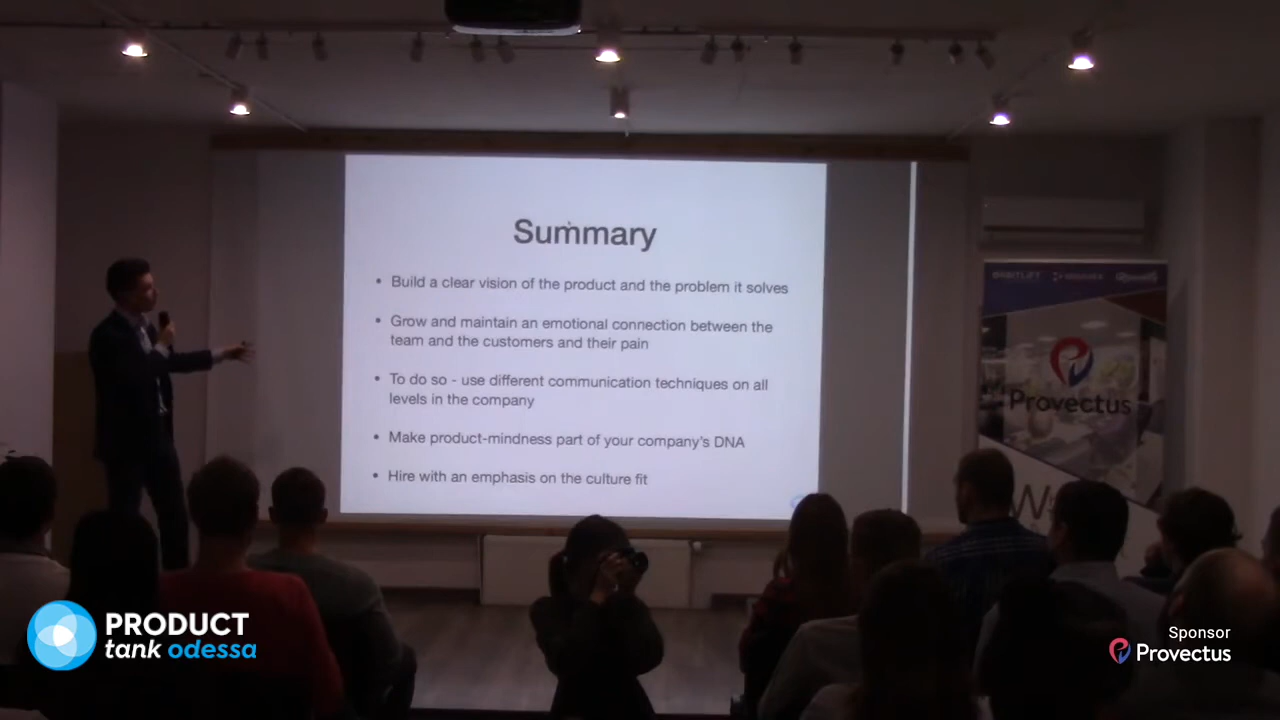 Summary
• Build a clear vision of the product and the problem it solves
• Grow and maintain an emotional connection between the
team and the customers and their pain
• To do so - use different communication techniques on all
levels in the company
• Make product-mindness part of your company's DNA
• Hire with an emphasis on the culture fit
Provectus
PRODUCT
tank odessa
Sponsor
Provectus